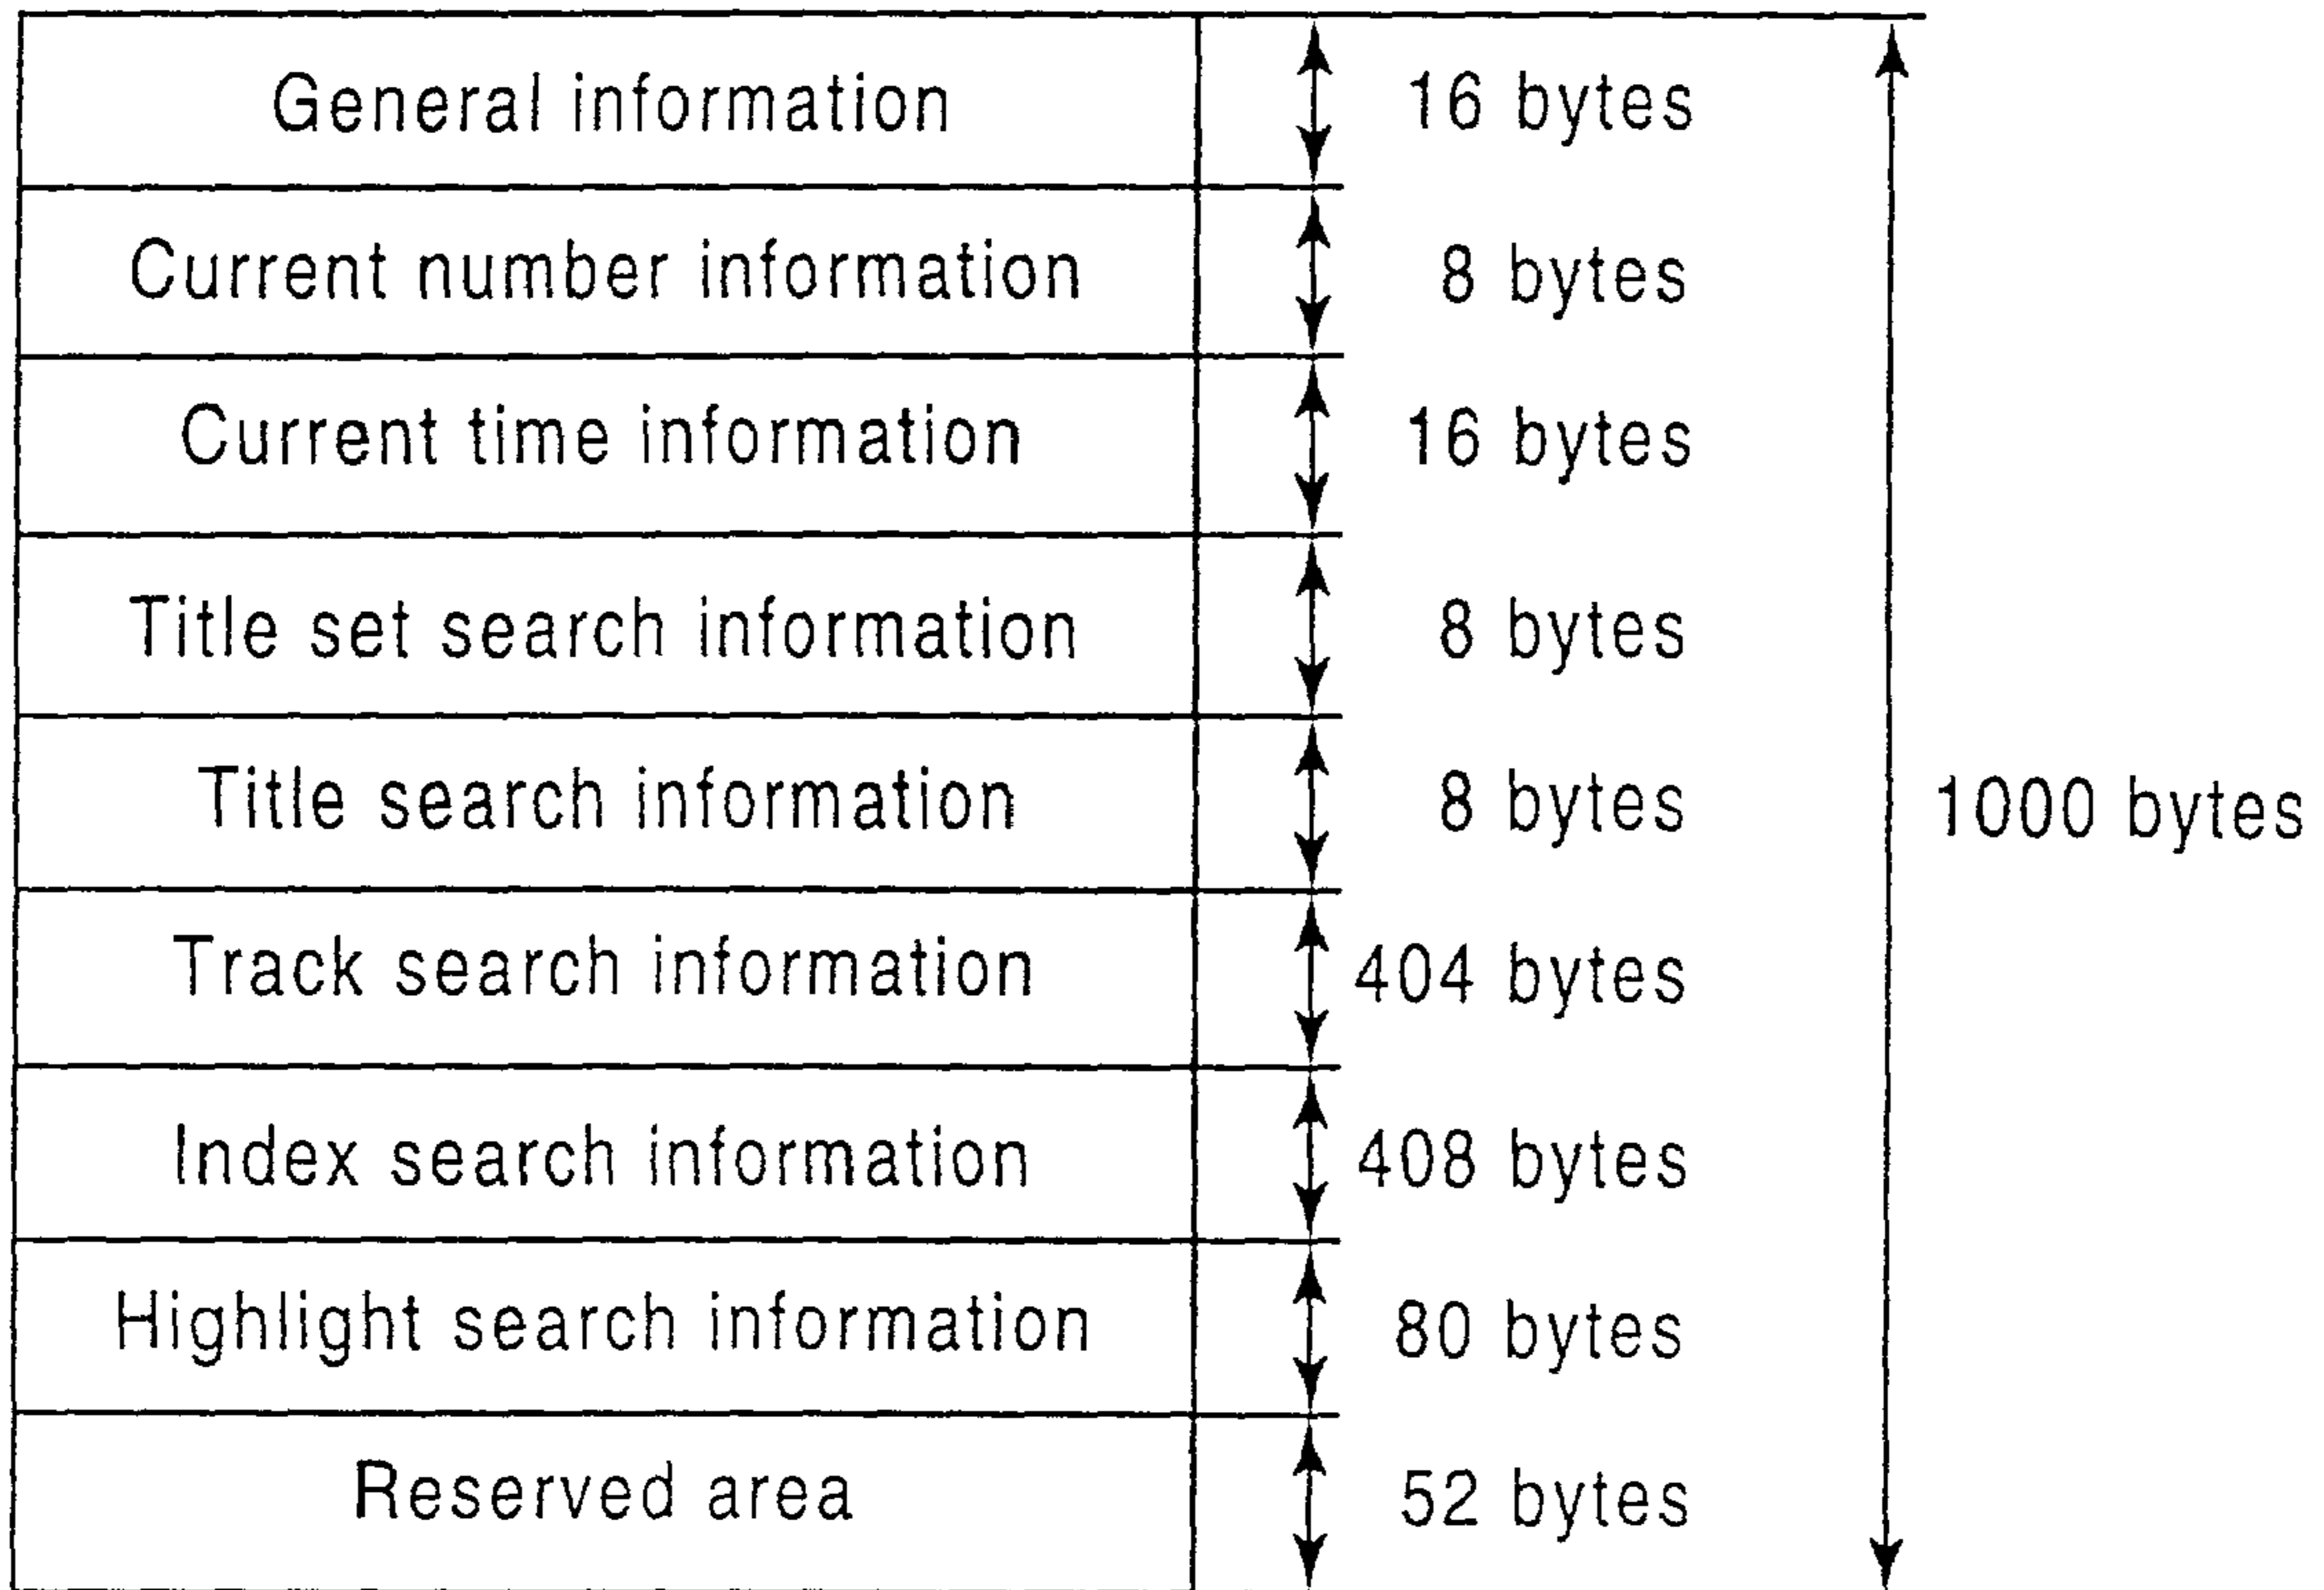 General information 16 bytes
Current number information 8 bytes
Current time information 16 bytes
Title set search information 8 bytes
Title search information 8 bytes
1000 bytes
Track search information 404 bytes
Index search information 408 bytes
Highlight search information 80 bytes
Reserved area 52 bytes